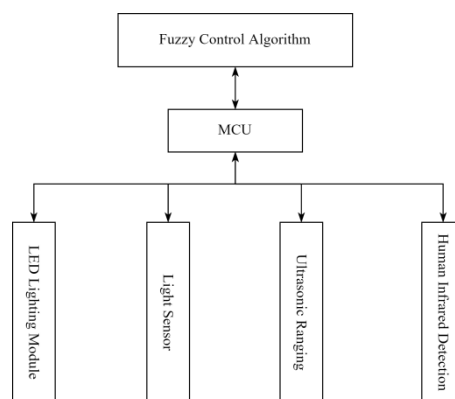 Fuzzy Control Algorithm
MCU
LED Lighting Module
Light Sensor
Ultrasonic Ranging
Human Infrared Detection